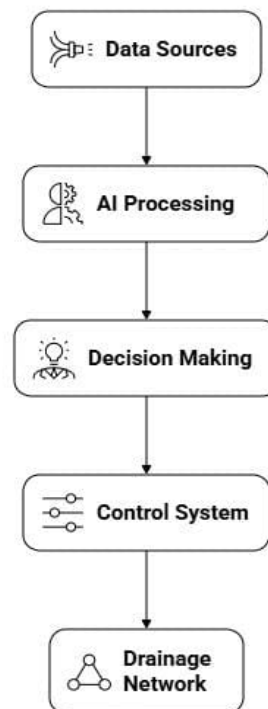 Data Sources
AI Processing
Decision Making
Control System
Drainage
Network